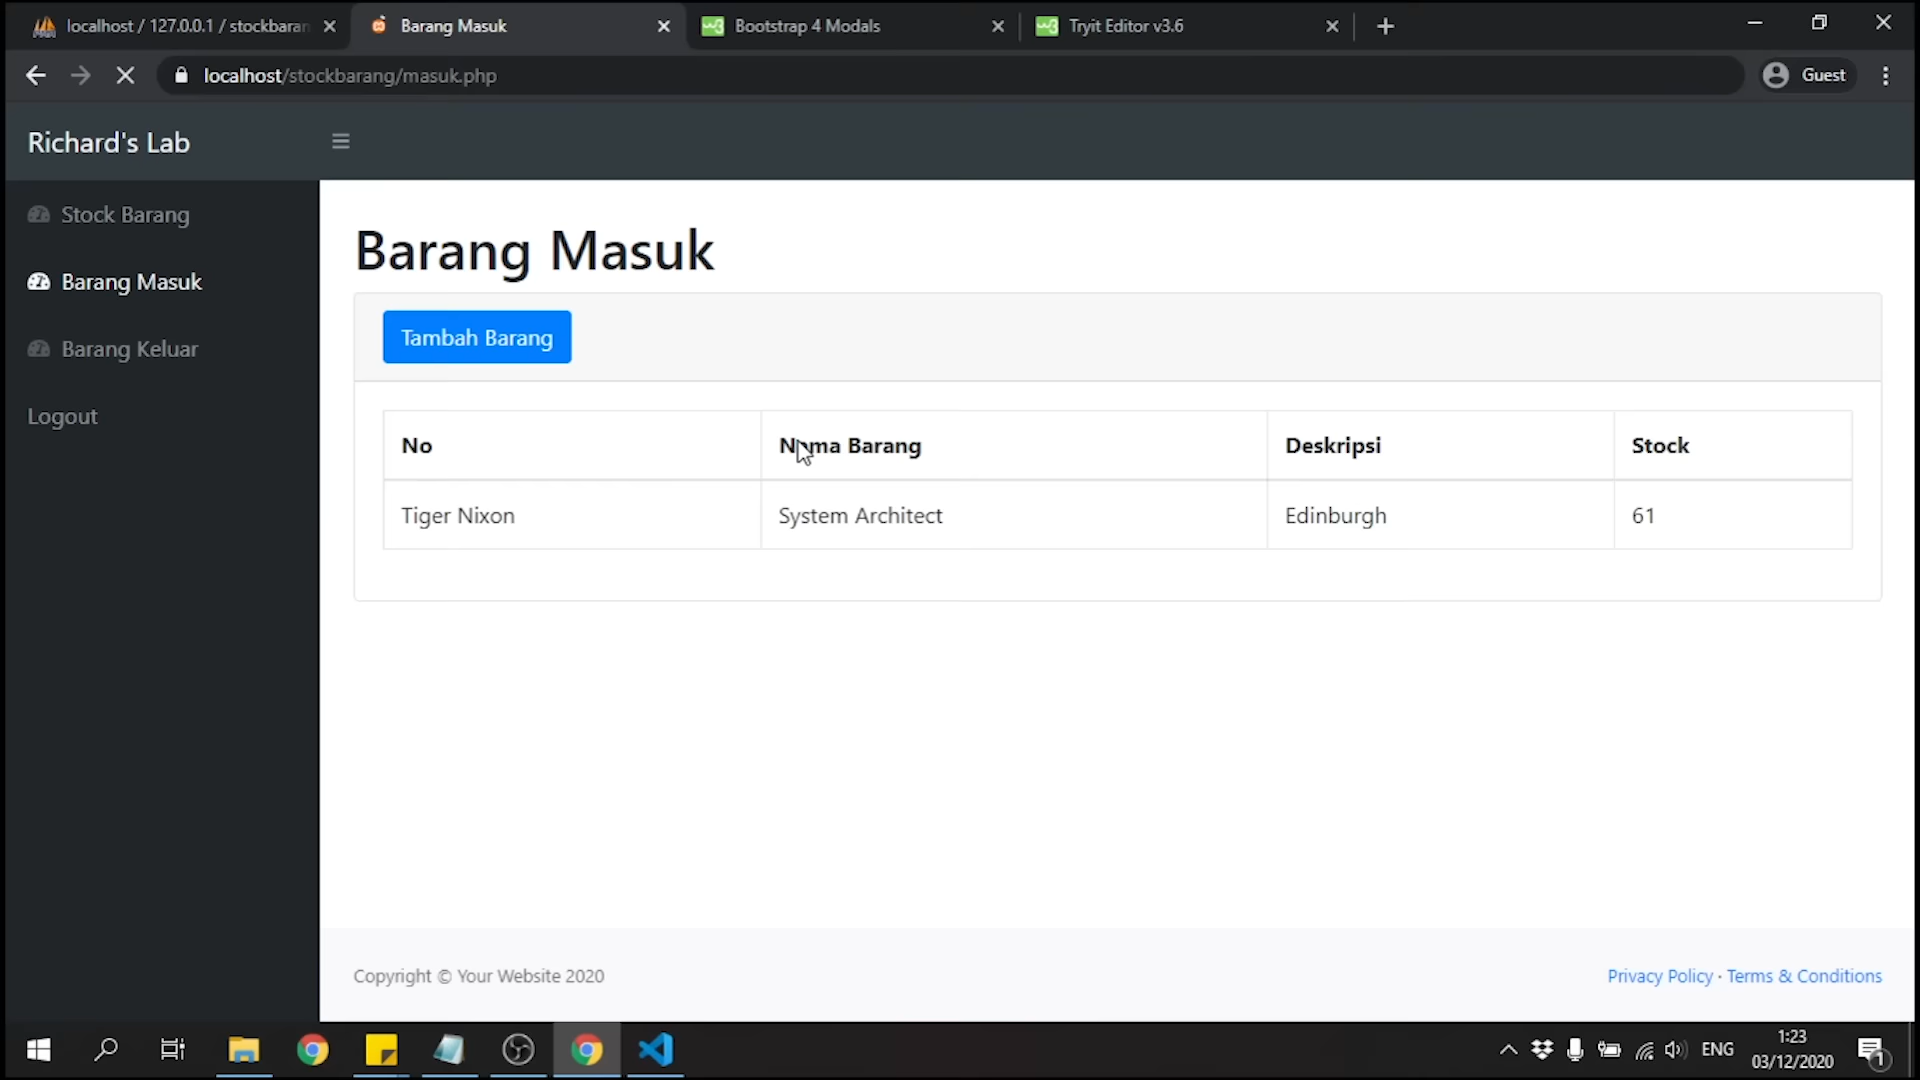 localhost / 127.0.0.1 / stockbaran
Barang Masuk
Bootstrap 4 Modals
Tryit Editor v3.6
localhost/stockbarang/masuk.php
Guest
Richard's Lab
Stock Barang
Barang Masuk
Barang Keluar
Logout
Barang Masuk
Tambah Barang
No Nama Barang Deskripsi Stock
Tiger Nixon System Architect Edinburgh 61
Copyright © Your Website 2020
Privacy Policy · Terms & Conditions
ENG
1:23
03/12/2020
1